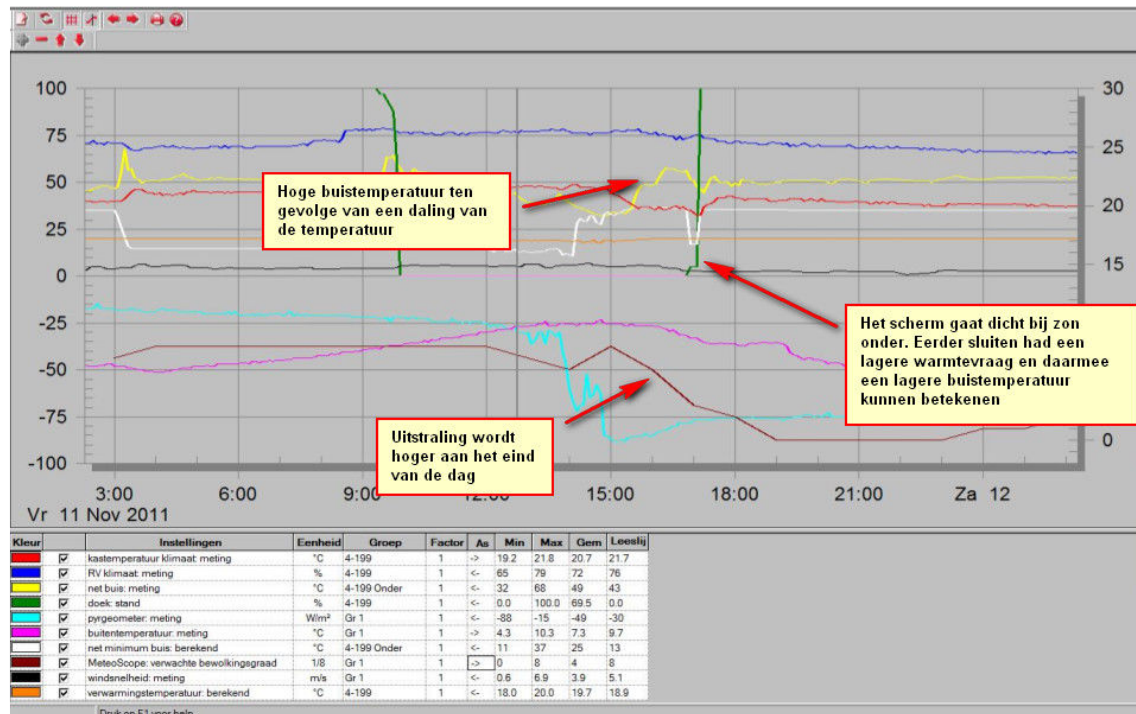 100
75
50
25
0
-25
-50
-75
-100
30
25
20
15
0
Hoge buistemperatuur ten
gevolge van een daling van
de temperatuur
Het scherm gaat dicht bij zon
onder. Eerder sluiten had een
lagere warmtevraag en daarmee
een lagere buistemperatuur
kunnen betekenen
Uitstraling wordt
hoger aan het eind
van de dag
3:00 6:00 9:00 12:00 15:00 18:00 21:00 Za 12
Vr 11 Nov 2011
Kleur Instellingen Eenheid Groep Factor As Min Max Gem Leeslij
kastemperatuur klimaat: meting °C 4-199 1 -> 19.2 21.8 20.7 21.7
RV klimaat: meting % 4-199 1 <- 65 79 72 76
net buis: meting °C 4-199 Onder 1 <- 32 68 49 43
doek: stand % 4-199 1 <- 0.0 100.0 69.5 0.0
pyrgeometer: meting W/m² Gr 1 1 <- -88 -15 -49 -30
buitentemperatuur: meting °C Gr 1 1 -> 4.3 10.3 7.3 9.7
net minimum buis: berekend °C 4-199 Onder 1 <- 11 37 25 13
MeteoScope: verwachte bewolkingsgraad 1/8 Gr 1 1 -> 0 8 4 8
windsnelheid: meting m/s Gr 1 1 <- 0.6 6.9 3.9 5.1
verwarmingstemperatuur: berekend °C 4-199 1 <- 18.0 20.0 19.7 18.9